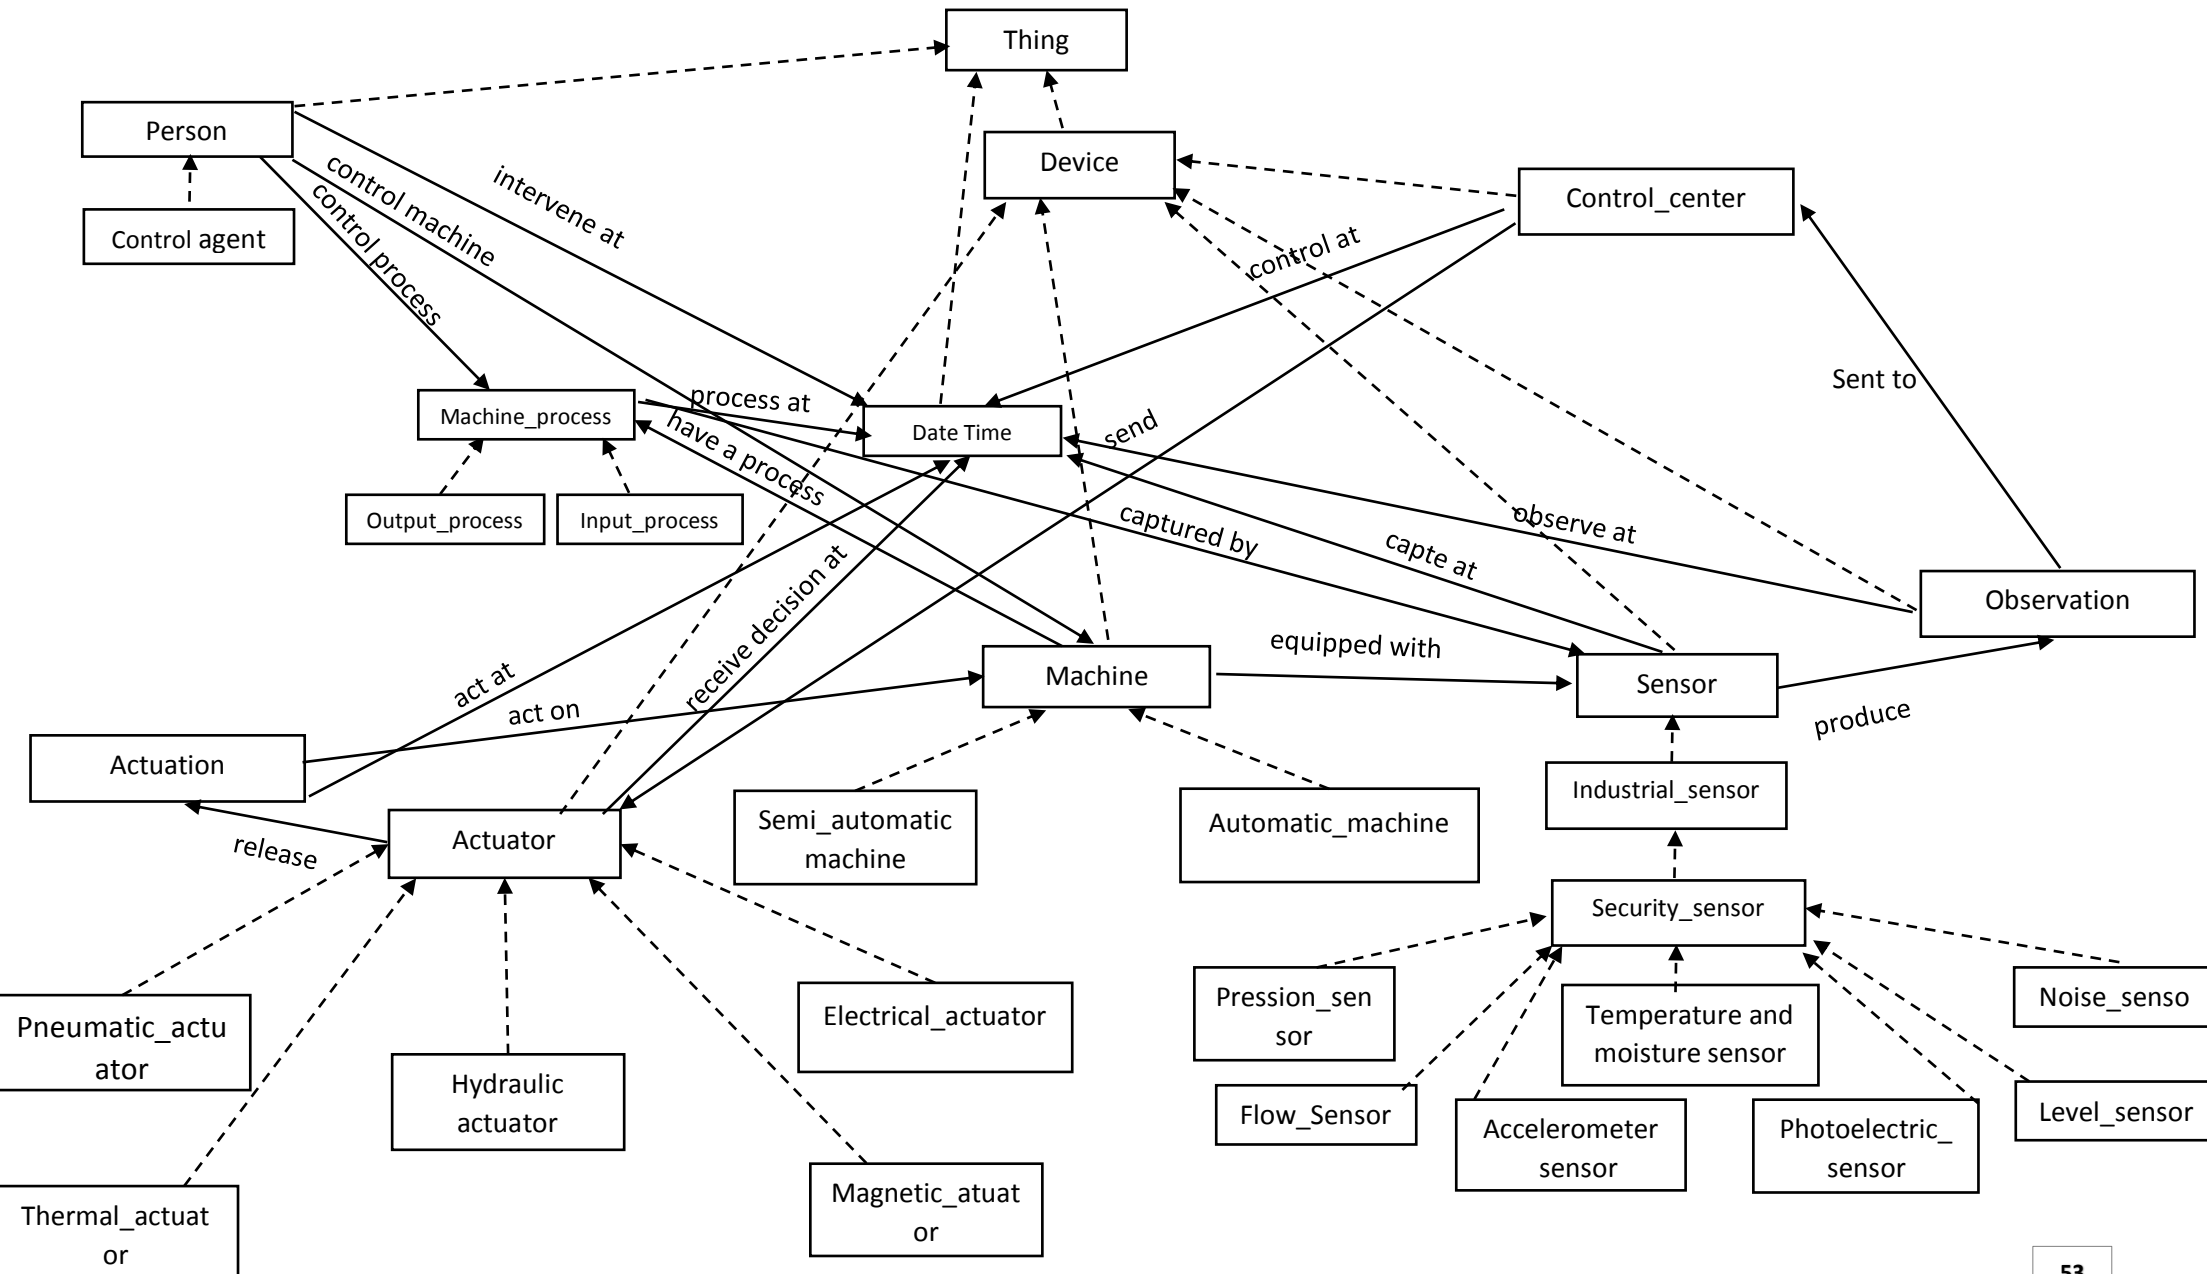 Thing
Person
Device
Control_center
Control agent
control machine
control process
intervene at
control at
Sent to
process at
Machine_process
Date Time
send
have a process
Output_process
Input_process
captured by
capte at
observe at
Observation
receive decision at
equipped with
Machine
Sensor
act at
act on
produce
Actuation
Industrial_sensor
release
Actuator
Semi_automatic
machine
Automatic_machine
Security_sensor
Pneumatic_actu
ator
Electrical_actuator
Pression_sen
sor
Temperature and
moisture sensor
Noise_senso
Hydraulic
actuator
Flow_Sensor
Accelerometer
sensor
Photoelectric_
sensor
Level_sensor
Thermal_actuat
or
Magnetic_atuat
or
53